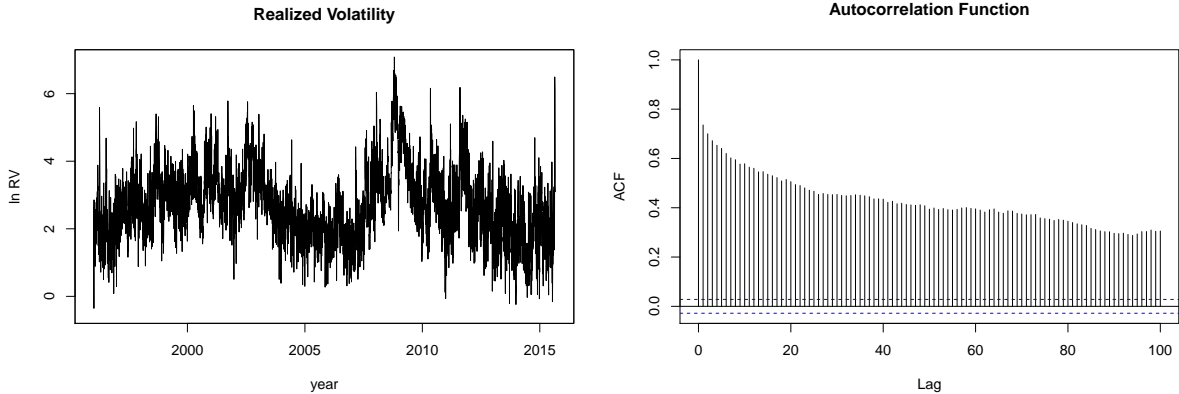 Realized Volatility
ln RV
6
4
2
0
2000 2005 2010 2015
year
Autocorrelation Function
ACF
1.0
0.8
0.6
0.4
0.2
0.0
0 20 40 60 80 100
Lag